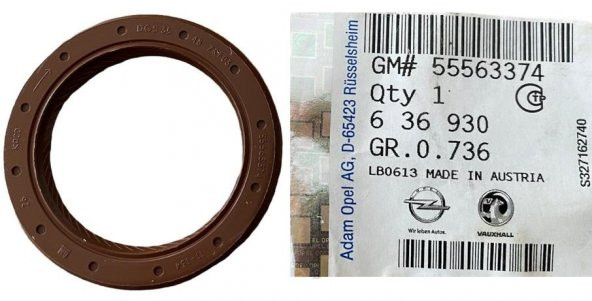 GM# 55563374
Qty 1
6 36 930
GR.0.736
LB0613 MADE IN AUSTRIA
OPEL
Wir leben Autos.
VAUXHALL
Adam Opel AG, D-65423 Rüsselsheim
S327162740